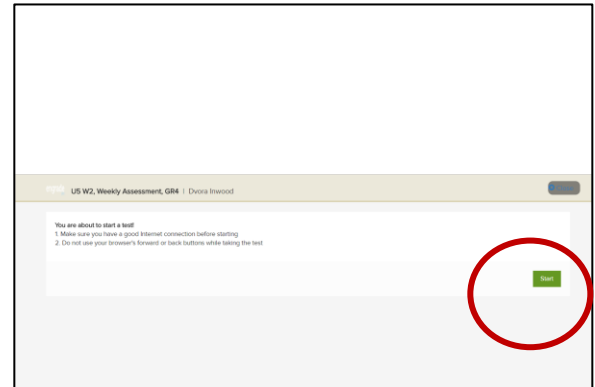 US W2, Weekly Assessment, GR4 | Dvora Inwood
You are about to start a test!
1. Make sure you have a good Internet connection before starting
2. Do not use your browser's forward or back buttons while taking the test
Start